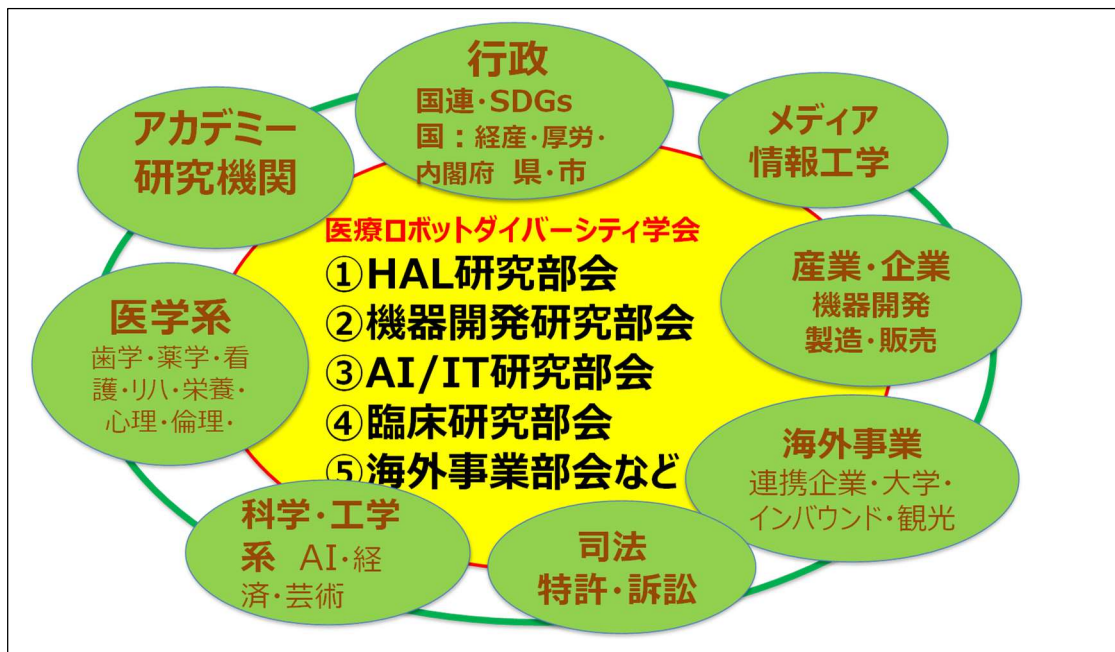 行政
国連・SDGs
国：経産・厚労・
内閣府 県・市
アカデミー
研究機関
メディア
情報工学
医療ロボットダイバーシティ学会
①HAL研究部会
②機器開発研究部会
③AI/IT研究部会
④臨床研究部会
⑤海外事業部会など
産業・企業
機器開発
製造・販売
医学系
歯学・薬学・看
護・リハ・栄養・
心理・倫理・
海外事業
連携企業・大学・
インバウンド・観光
科学・工学
系 AI・経
済・芸術
司法
特許・訴訟